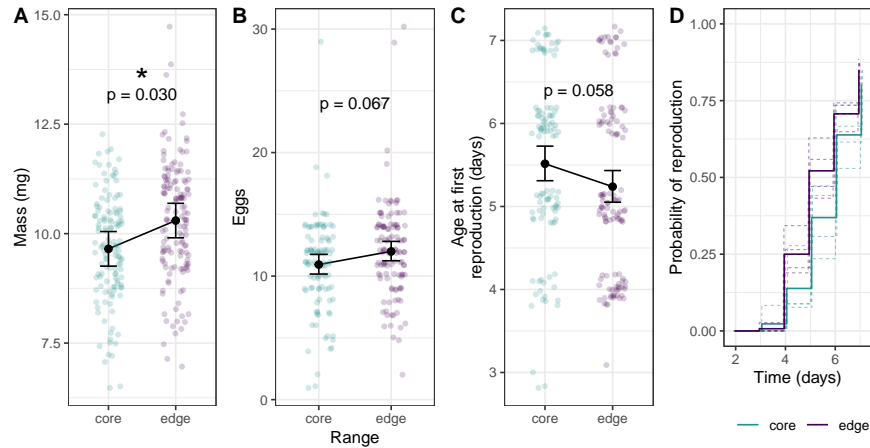 A
B
C
D
Mass (mg)
15.0
12.5
10.0
7.5
*
p = 0.030
core
edge
Eggs
30
20
10
0
p = 0.067
core
edge
Range
Age at first
reproduction (days)
7
6
5
4
3
p = 0.058
core
edge
Probability of reproduction
0.75
0.50
0.25
0.00
2
4
6
Time (days)
core
edge